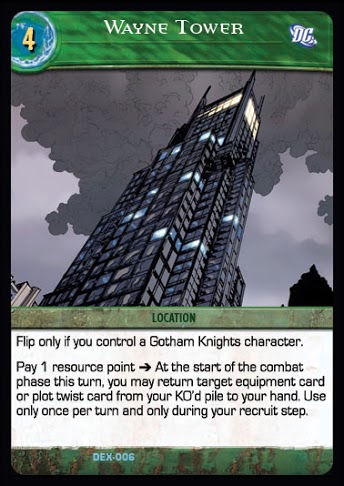 4
WAYNE TOWER
DC
LOCATION
Flip only if you control a Gotham Knights character.
Pay 1 resource point ➔ At the start of the combat
phase this turn, you may return target equipment card
or plot twist card from your KO'd pile to your hand. Use
only once per turn and only during your recruit step.
DEX-006